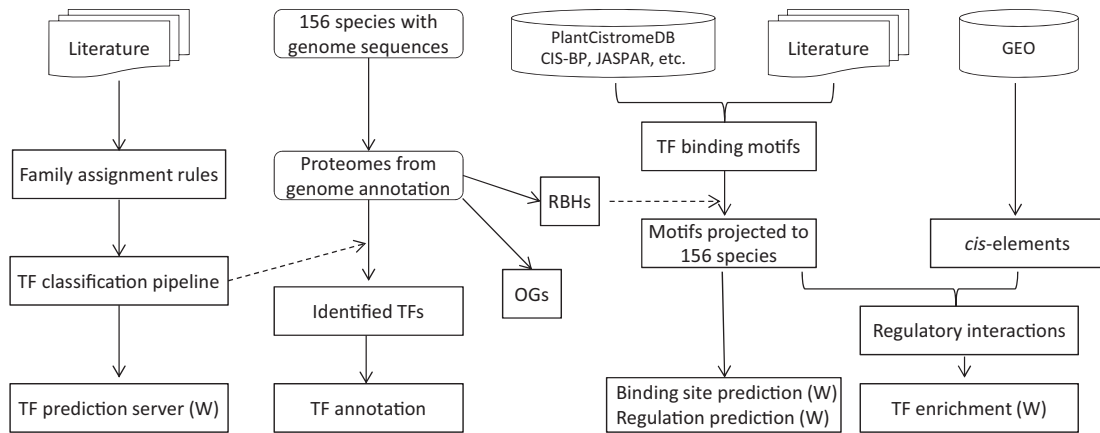 Literature
156 species with
genome sequences
PlantCistromeDB
CIS-BP, JASPAR, etc.
Literature
GEO
Family assignment rules
Proteomes from
genome annotation
TF binding motifs
RBHs
TF classification pipeline
OGs
Motifs projected to
156 species
cis-elements
Identified TFs
Regulatory interactions
TF prediction server (W)
TF annotation
Binding site prediction (W)
Regulation prediction (W)
TF enrichment (W)